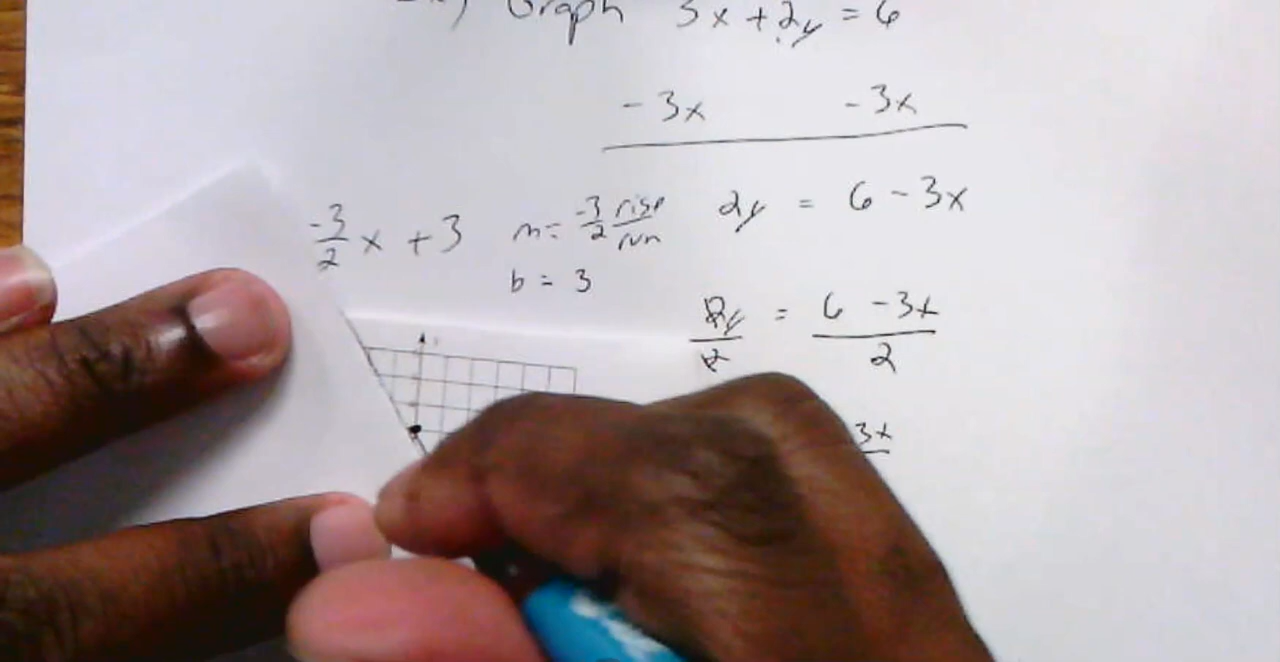 Graph 3x + 2y = 6
-3x -3x
2y = 6 - 3x
-3/2 x + 3 m = -3/2 rise/run
b = 3
2y/2 = 6 - 3x/2
3x